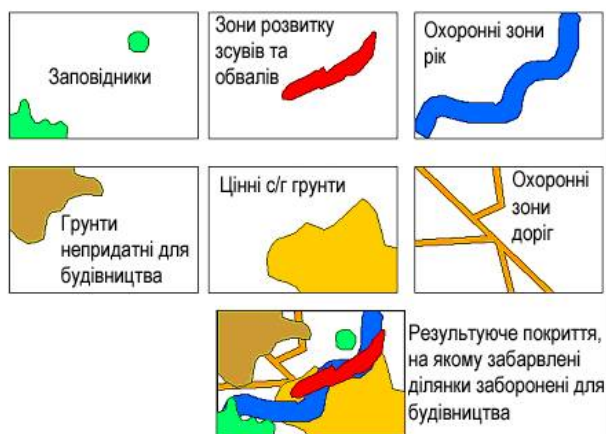 Заповідники
Зони розвитку
зсувів та
обвалів
Охоронні зони
рік
Грунти
непридатні для
будівництва
Цінні с/г грунти
Охоронні
зони
доріг
Результуюче покриття,
на якому забарвлені
ділянки заборонені для
будівництва